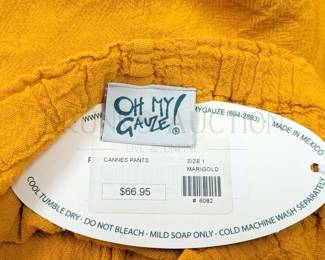 OH MY
GAUZE!®
MYGAUZE (694-2893)
MADE IN MEXICO
CANNES PANTS
SIZE 1
MARIGOLD
$66.95
# 6082
COOL TUMBLE DRY • DO NOT BLEACH • MILD SOAP ONLY • COLD MACHINE WASH SEPARATELY